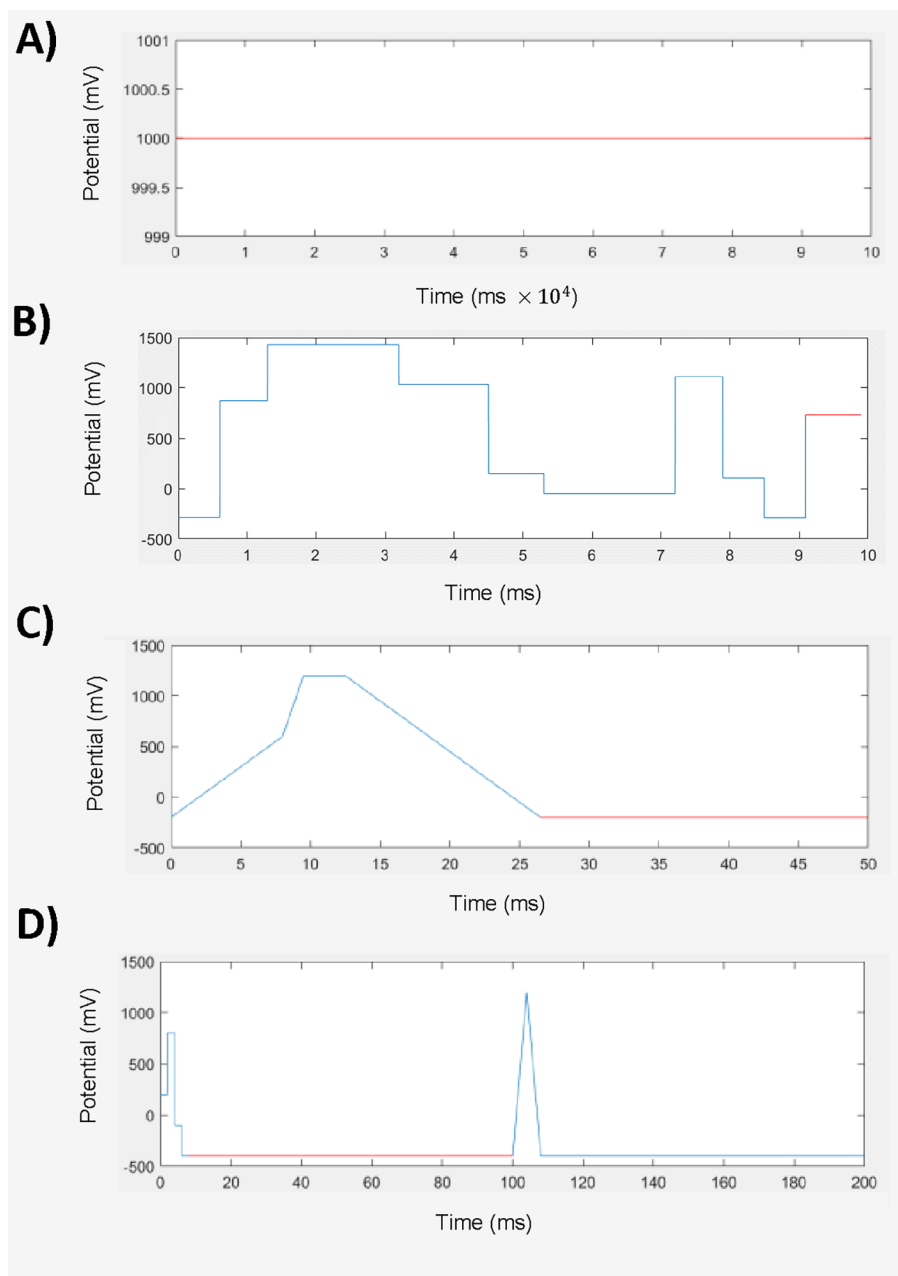 A)
Potential (mV)
1001
1000.5
1000
999.5
999
0 1 2 3 4 5 6 7 8 9 10
Time (ms × 10⁴)
B)
Potential (mV)
1500
1000
500
0
-500
0 1 2 3 4 5 6 7 8 9 10
Time (ms)
C)
Potential (mV)
1500
1000
500
0
-500
0 5 10 15 20 25 30 35 40 45 50
Time (ms)
D)
Potential (mV)
1500
1000
500
0
-500
0 20 40 60 80 100 120 140 160 180 200
Time (ms)